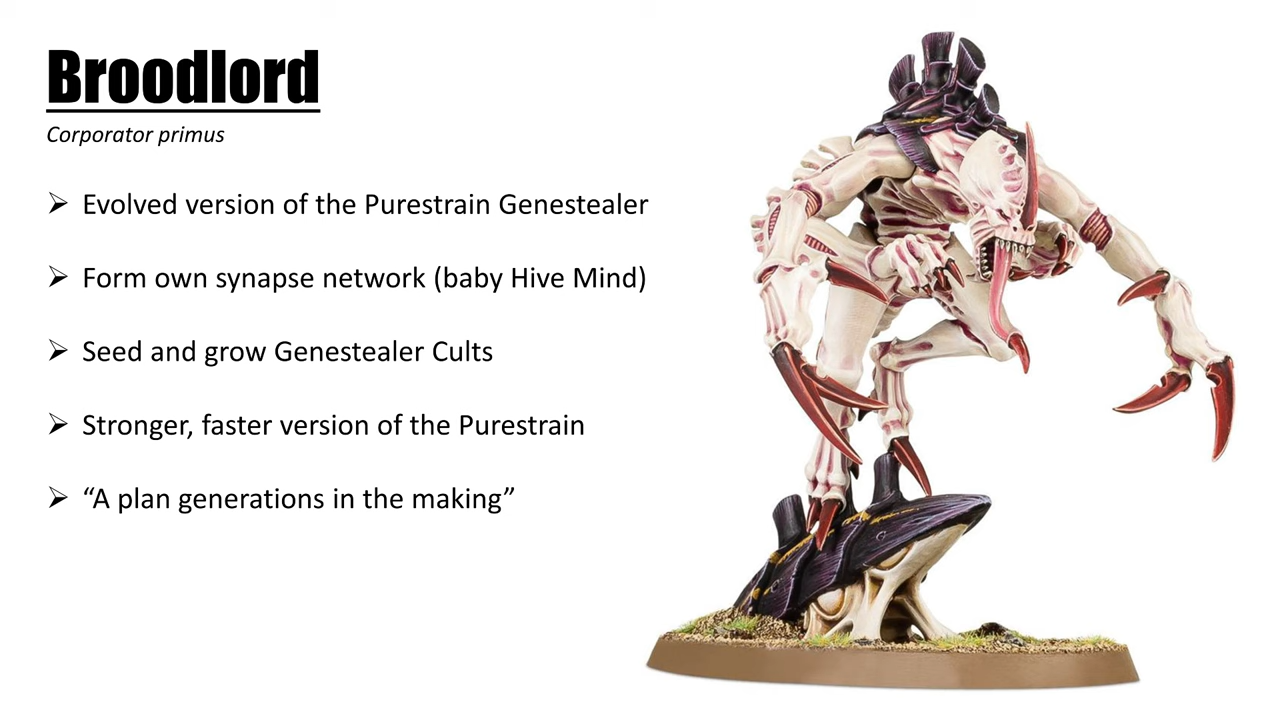 Broodlord
Corporator primus
➢ Evolved version of the Purestrain Genestealer
➢ Form own synapse network (baby Hive Mind)
➢ Seed and grow Genestealer Cults
➢ Stronger, faster version of the Purestrain
➢ “A plan generations in the making”